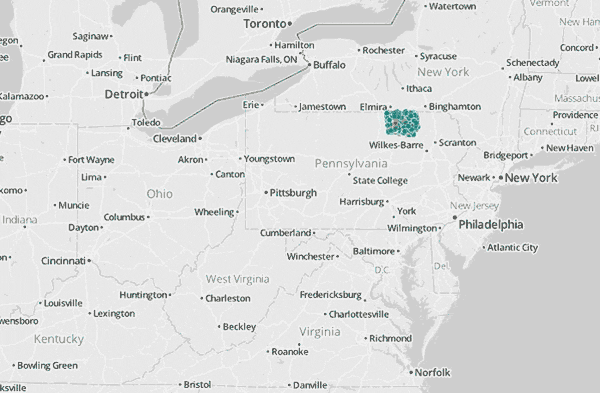 Orangeville
Watertown
Vermont
Toronto
New Ham
Saginaw
Hamilton
Rochester
Syracuse
Concord
Grand Rapids
Flint
Niagara Falls, ON
Buffalo
New York
Schenectady
Lansing
Pontiac
Albany
Lowel
Kalamazoo
Detroit
Ithaca
Massachus
Erie
Jamestown
Elmira
Binghamton
Providence
Toledo
Connecticut
R.I.
Cleveland
Wilkes-Barre
Scranton
New Haven
Bridgeport
Fort Wayne
Akron
Youngstown
Pennsylvania
Lima
Canton
State College
Newark
New York
Ohio
Pittsburgh
Muncie
Harrisburg
New Jersey
Indiana
Columbus
Wheeling
York
Philadelphia
Dayton
Cumberland
Wilmington
Baltimore
Atlantic City
Cincinnati
Winchester
D.C.
Del
West Virginia
Huntington
Charleston
Fredericksburg
Louisville
Lexington
Charlottesville
Beckley
Virginia
Kentucky
Richmond
Roanoke
Bowling Green
Norfolk
Bristol
Danville